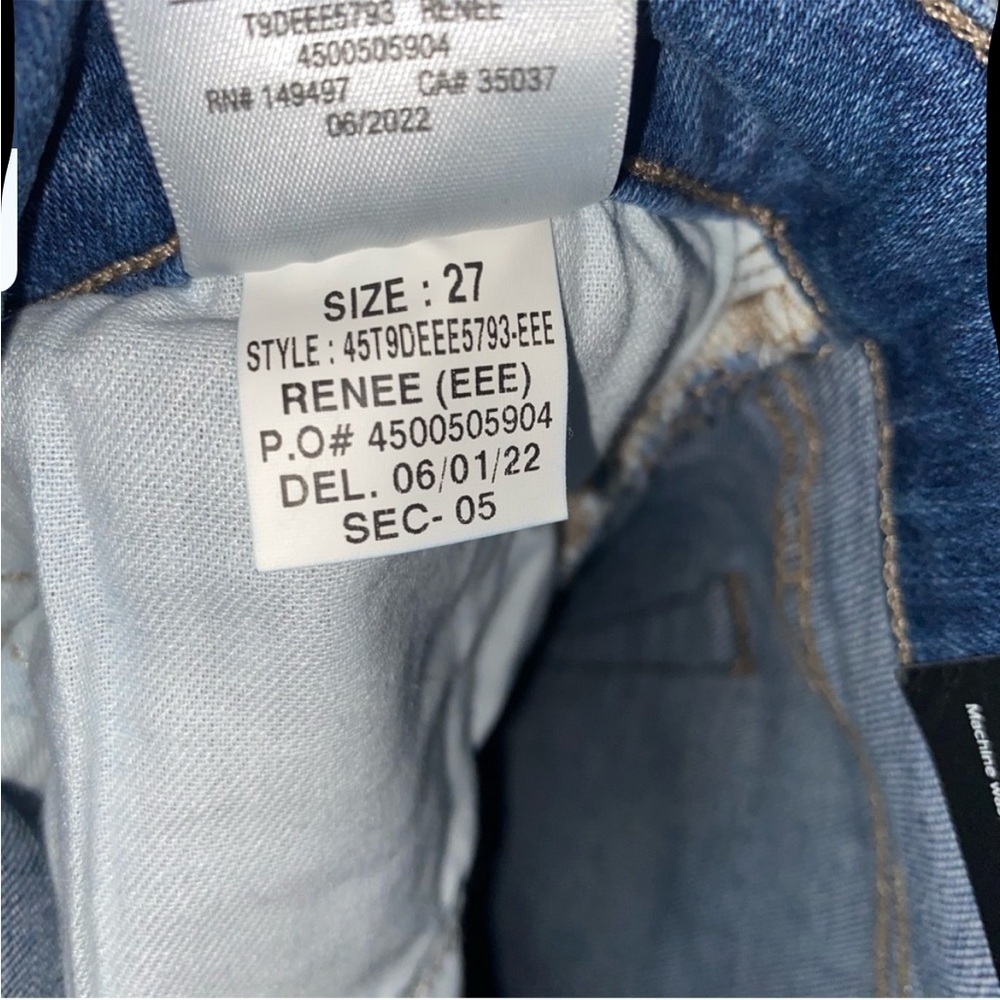 T9DEEE5793 RENEE
4500505904
RN# 149497 CA# 35037
06/2022
SIZE : 27
STYLE : 45T9DEEE5793-EEE
RENEE (EEE)
P.O# 4500505904
DEL. 06/01/22
SEC- 05
Machine